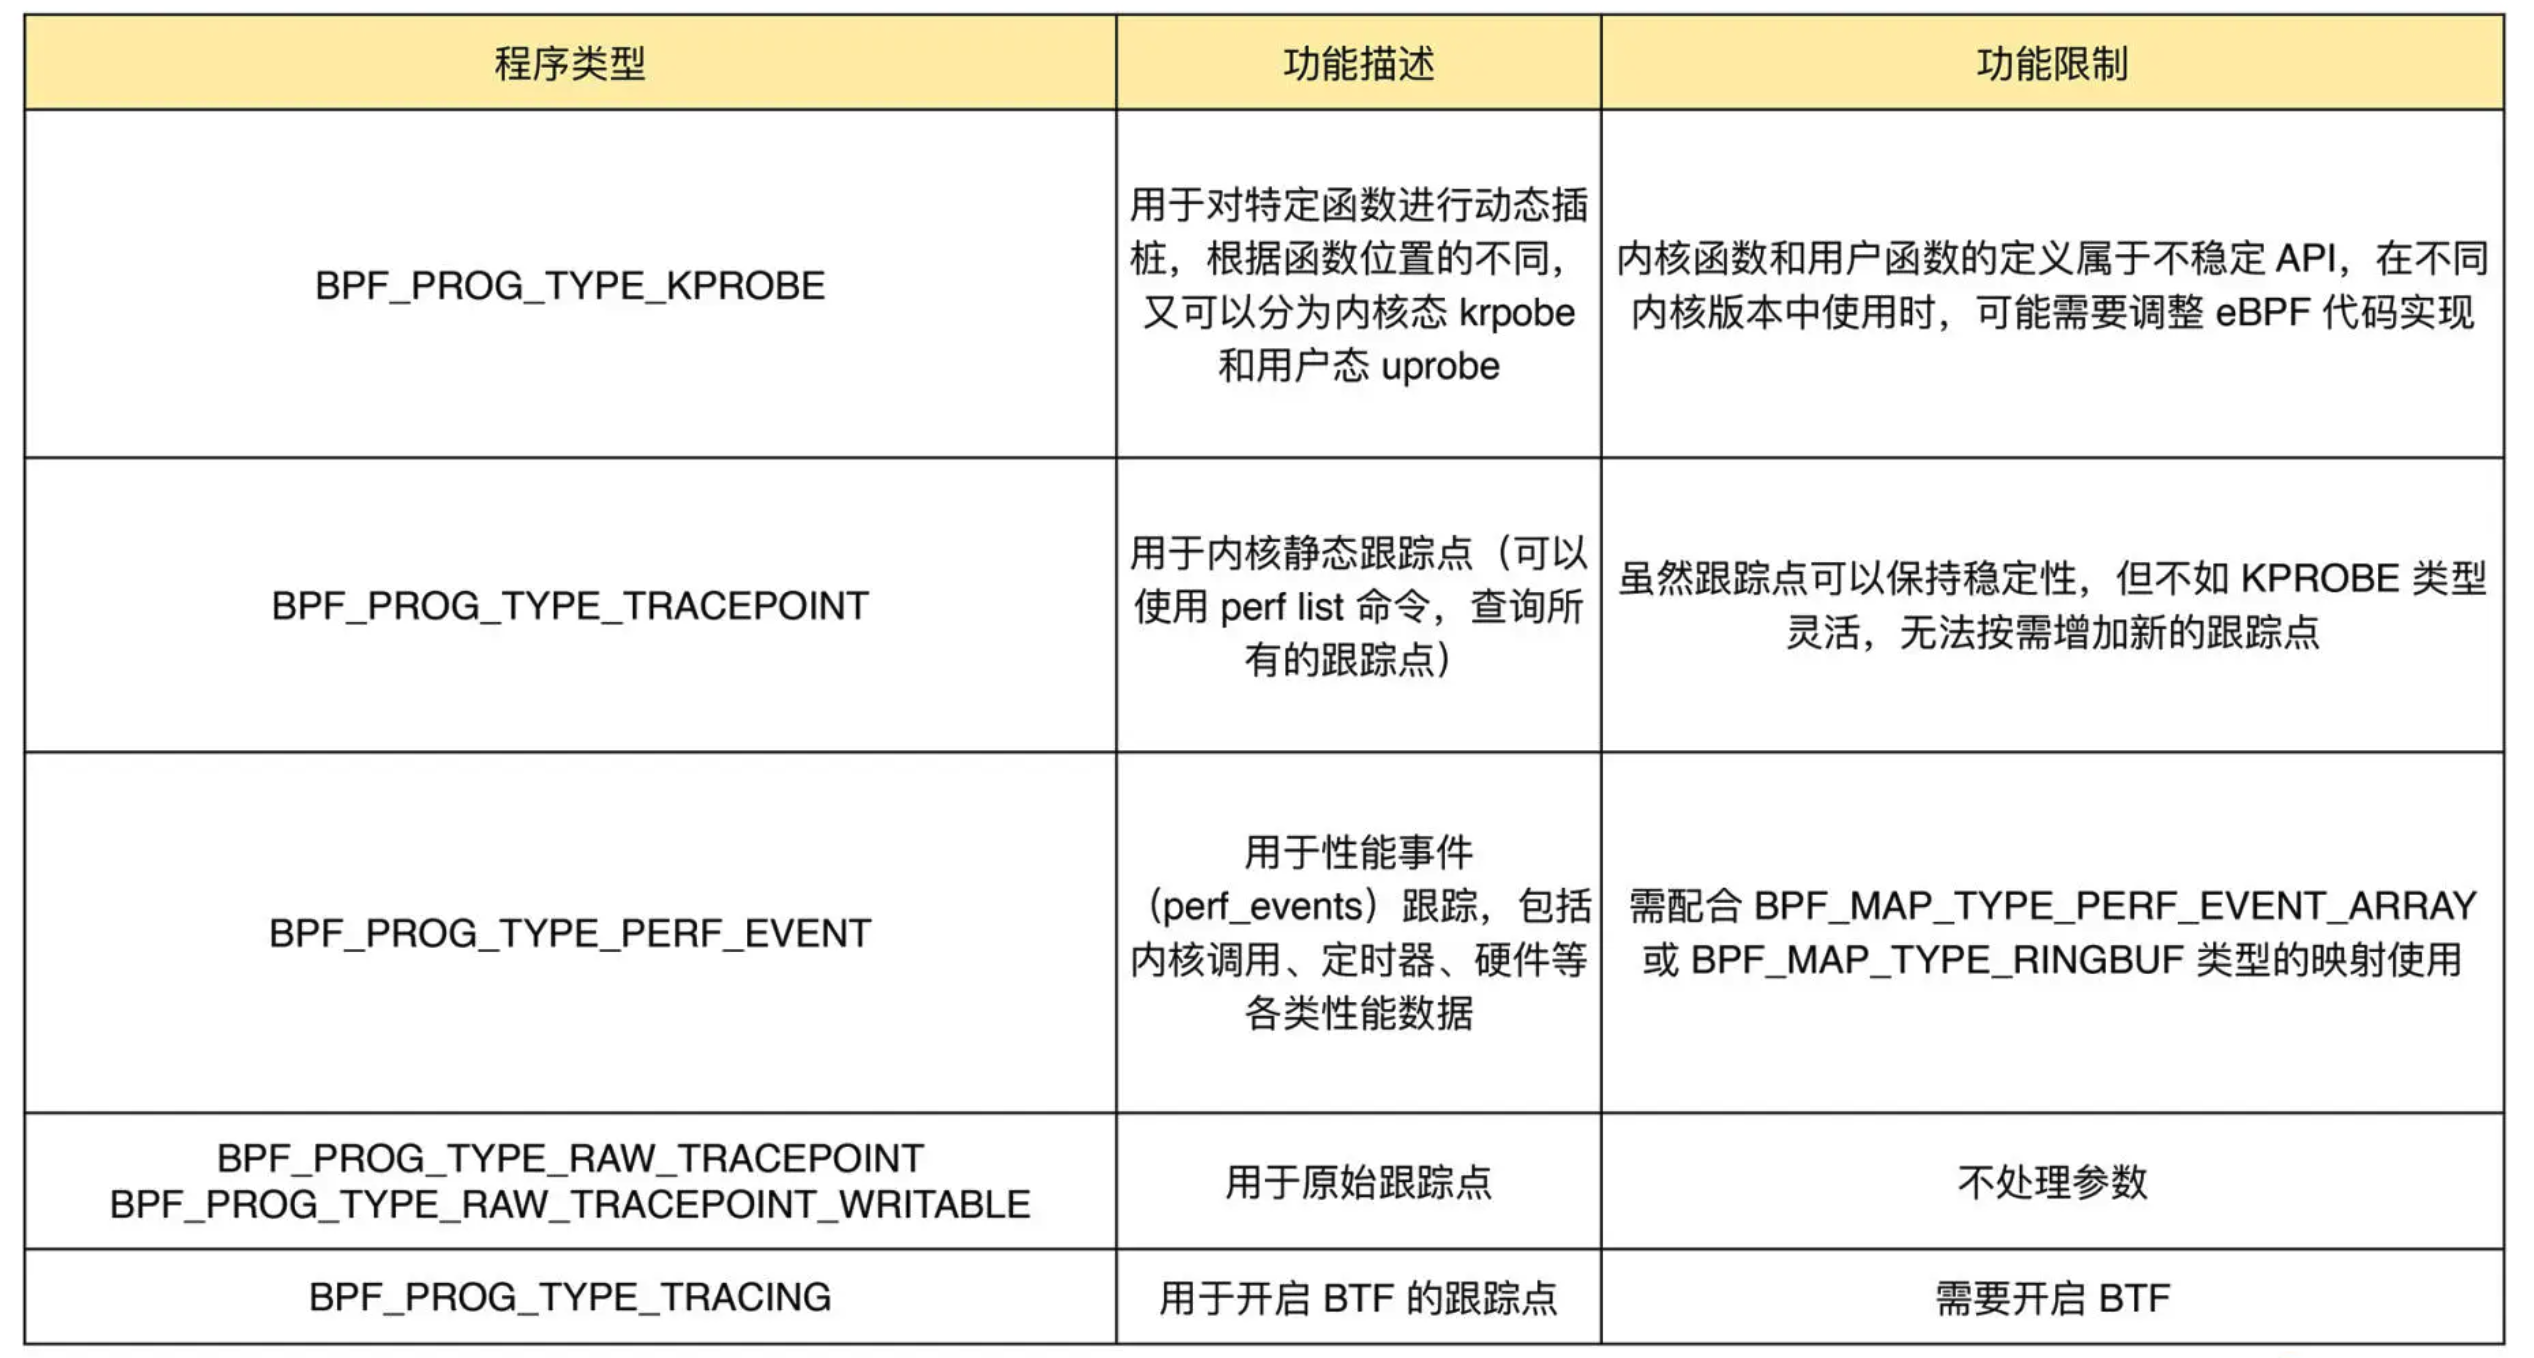 程序类型
功能描述
功能限制
BPF_PROG_TYPE_KPROBE
用于对特定函数进行动态插
桩，根据函数位置的不同，
又可以分为内核态 krpobe
和用户态 uprobe
内核函数和用户函数的定义属于不稳定 API，在不同
内核版本中使用时，可能需要调整 eBPF 代码实现
BPF_PROG_TYPE_TRACEPOINT
用于内核静态跟踪点（可以
使用 perf list 命令，查询所
有的跟踪点）
虽然跟踪点可以保持稳定性，但不如 KPROBE 类型
灵活，无法按需增加新的跟踪点
BPF_PROG_TYPE_PERF_EVENT
用于性能事件
（perf_events）跟踪，包括
内核调用、定时器、硬件等
各类性能数据
需配合 BPF_MAP_TYPE_PERF_EVENT_ARRAY
或 BPF_MAP_TYPE_RINGBUF 类型的映射使用
BPF_PROG_TYPE_RAW_TRACEPOINT
BPF_PROG_TYPE_RAW_TRACEPOINT_WRITABLE
用于原始跟踪点
不处理参数
BPF_PROG_TYPE_TRACING
用于开启 BTF 的跟踪点
需要开启 BTF